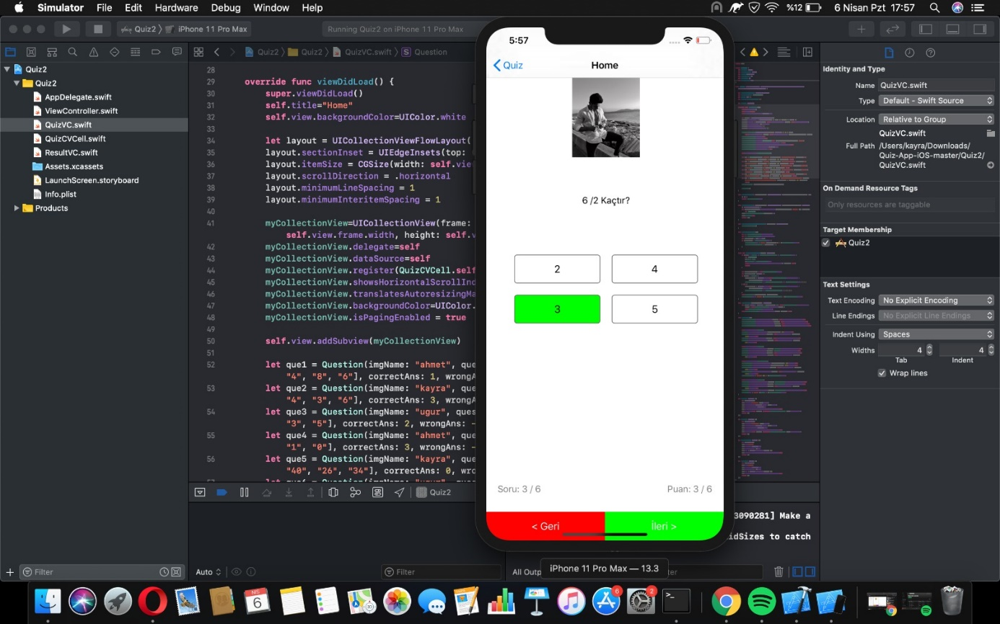 Simulator File Edit Hardware Debug Window Help
%12 6 Nisan Pzt 17:57
Quiz2 〉 iPhone 11 Pro Max
Running Quiz2 on iPhone 11 Pro Max
Quiz2
Quiz2
AppDelegate.swift
ViewController.swift
QuizVC.swift
QuizCVCell.swift
ResultVC.swift
Assets.xcassets
LaunchScreen.storyboard
Info.plist
Products
Filter
Quiz2 〉 Quiz2 〉 QuizVC.swift 〉 S Question
28
29 override func viewDidLoad() {
30 super.viewDidLoad()
31 self.title="Home"
32 self.view.backgroundColor=UIColor.white
33
34 let layout = UICollectionViewFlowLayout(
35 layout.sectionInset = UIEdgeInsets(top:
36 layout.itemSize = CGSize(width: self.vie
37 layout.scrollDirection = .horizontal
38 layout.minimumLineSpacing = 1
39 layout.minimumInteritemSpacing = 1
40
41 myCollectionView=UICollectionView(frame:
self.view.frame.width, height: self.v
42 myCollectionView.delegate=self
43 myCollectionView.dataSource=self
44 myCollectionView.register(QuizCVCell.self
45 myCollectionView.showsHorizontalScrollInd
46 myCollectionView.translatesAutoresizingMa
47 myCollectionView.backgroundColor=UIColor.
48 myCollectionView.isPagingEnabled = true
49
50 self.view.addSubview(myCollectionView)
51
52 let que1 = Question(imgName: "ahmet", que
"4", "8", "6"], correctAns: 1, wrongA
53 let que2 = Question(imgName: "kayra", que
"4", "3", "6"], correctAns: 3, wrongA
54 let que3 = Question(imgName: "ugur", ques
"3", "5"], correctAns: 2, wrongAns: -
55 let que4 = Question(imgName: "ahmet", que
"1", "0"], correctAns: 3, wrongAns: -
56 let que5 = Question(imgName: "kayra", que
"40", "26", "34"], correctAns: 0, wro
Quiz2
Auto
Filter
All Outp
3090281] Make a
idSizes to catch
5:57
Quiz
Home
6 /2 Kaçtır?
2
4
3
5
Soru: 3 / 6
Puan: 3 / 6
< Geri
İleri >
iPhone 11 Pro Max — 13.3
Identity and Type
Name QuizVC.swift
Type Default - Swift Source
Location Relative to Group
QuizVC.swift
Full Path /Users/kayra/Downloads/
Quiz-App-iOS-master/Quiz2/
QuizVC.swift
On Demand Resource Tags
Only resources are taggable
Target Membership
Quiz2
Text Settings
Text Encoding No Explicit Encoding
Line Endings No Explicit Line Endings
Indent Using Spaces
Widths 4 4
Tab Indent
Wrap lines
NİS
6
6
2